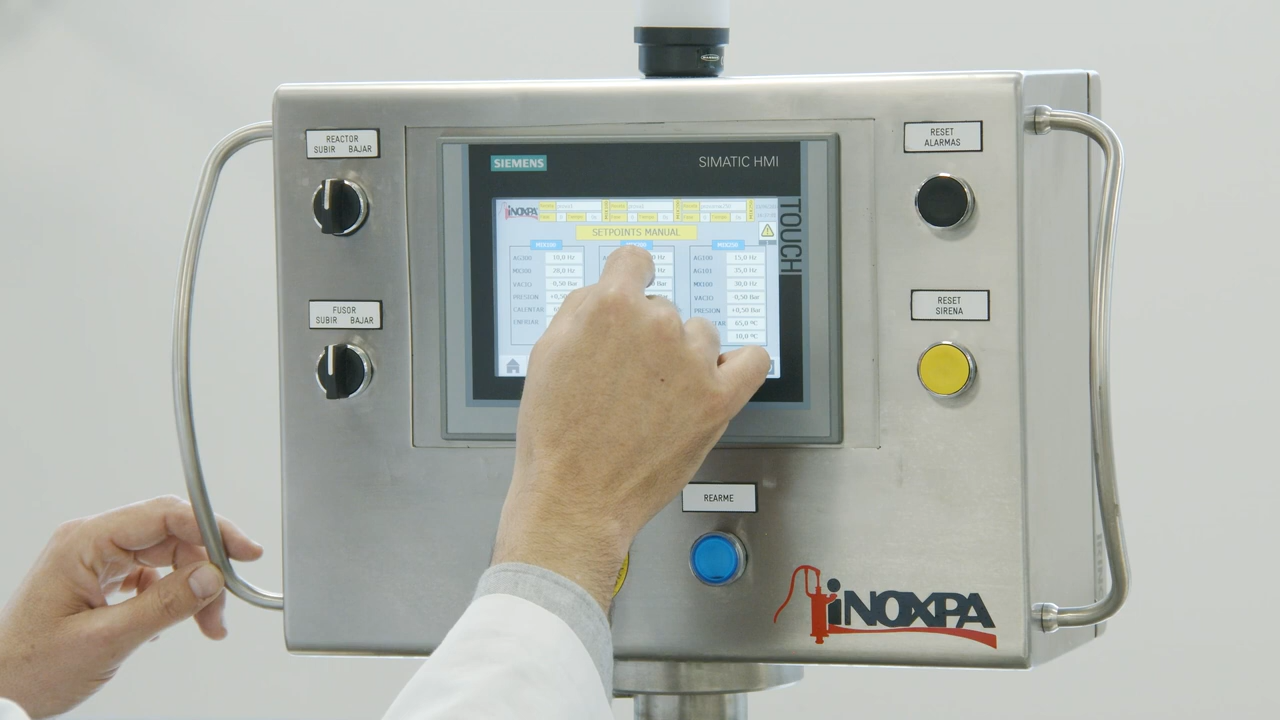 REACTOR
SUBIR BAJAR
FUSOR
SUBIR BAJAR
SIEMENS
SIMATIC HMI
TOUCH
iNOXPA
SETPOINTS MANUAL
MIX100
AG100 10,0 Hz
MX100 20,0 Hz
VACIO 0,50 Bar
PRESION
CALENTAR
ENFRIAR
MIX250
AG100 15,0 Hz
AG101 35,0 Hz
MX100 30,0 Hz
VACIO 0,50 Bar
PRESION +0,50 Bar
65,0 ºC
10,0 ºC
RESET
ALARMAS
RESET
SIRENA
REARME
iNOXPA